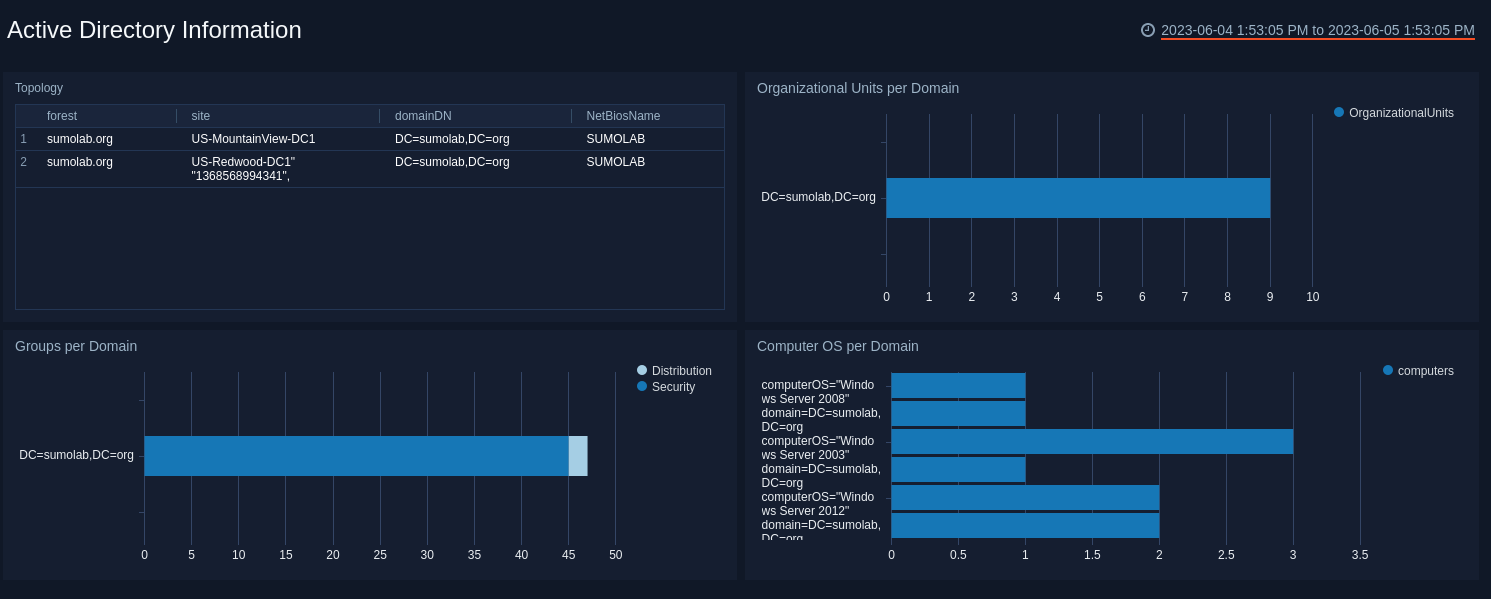 Active Directory Information
2023-06-04 1:53:05 PM to 2023-06-05 1:53:05 PM
Topology
forest site domainDN NetBiosName
1 sumolab.org US-MountainView-DC1 DC=sumolab,DC=org SUMOLAB
2 sumolab.org US-Redwood-DC1" DC=sumolab,DC=org SUMOLAB
"1368568994341",
Organizational Units per Domain
OrganizationalUnits
DC=sumolab,DC=org
0 1 2 3 4 5 6 7 8 9 10
Groups per Domain
Distribution
Security
DC=sumolab,DC=org
0 5 10 15 20 25 30 35 40 45 50
Computer OS per Domain
computers
computerOS="Windo
ws Server 2008"
domain=DC=sumolab,
DC=org
computerOS="Windo
ws Server 2003"
domain=DC=sumolab,
DC=org
computerOS="Windo
ws Server 2012"
domain=DC=sumolab,
DC=org
0 0.5 1 1.5 2 2.5 3 3.5